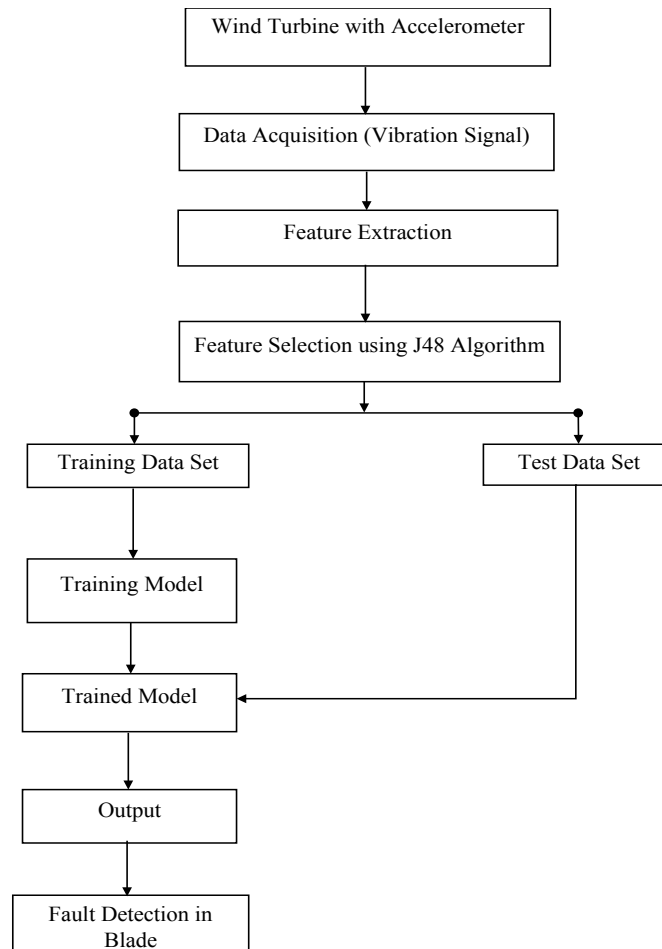 Wind Turbine with Accelerometer
Data Acquisition (Vibration Signal)
Feature Extraction
Feature Selection using J48 Algorithm
Training Data Set
Test Data Set
Training Model
Trained Model
Output
Fault Detection in
Blade